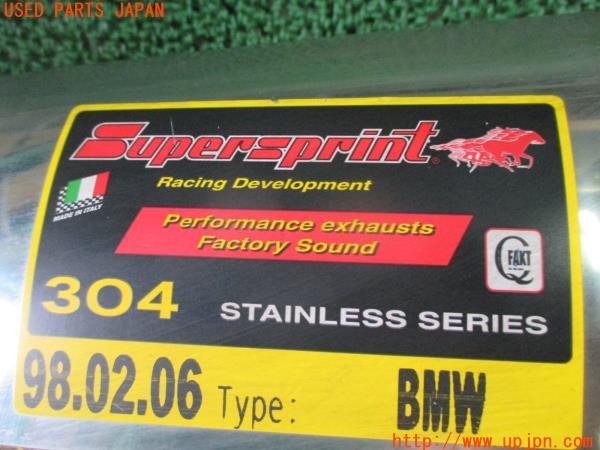 USED PARTS JAPAN
Supersprint®
Racing Development
MADE IN ITALY
Performance exhausts
Factory Sound
Q FAKT
304 STAINLESS SERIES
98.02.06 Type: BMW
http://www.upjpn.com/